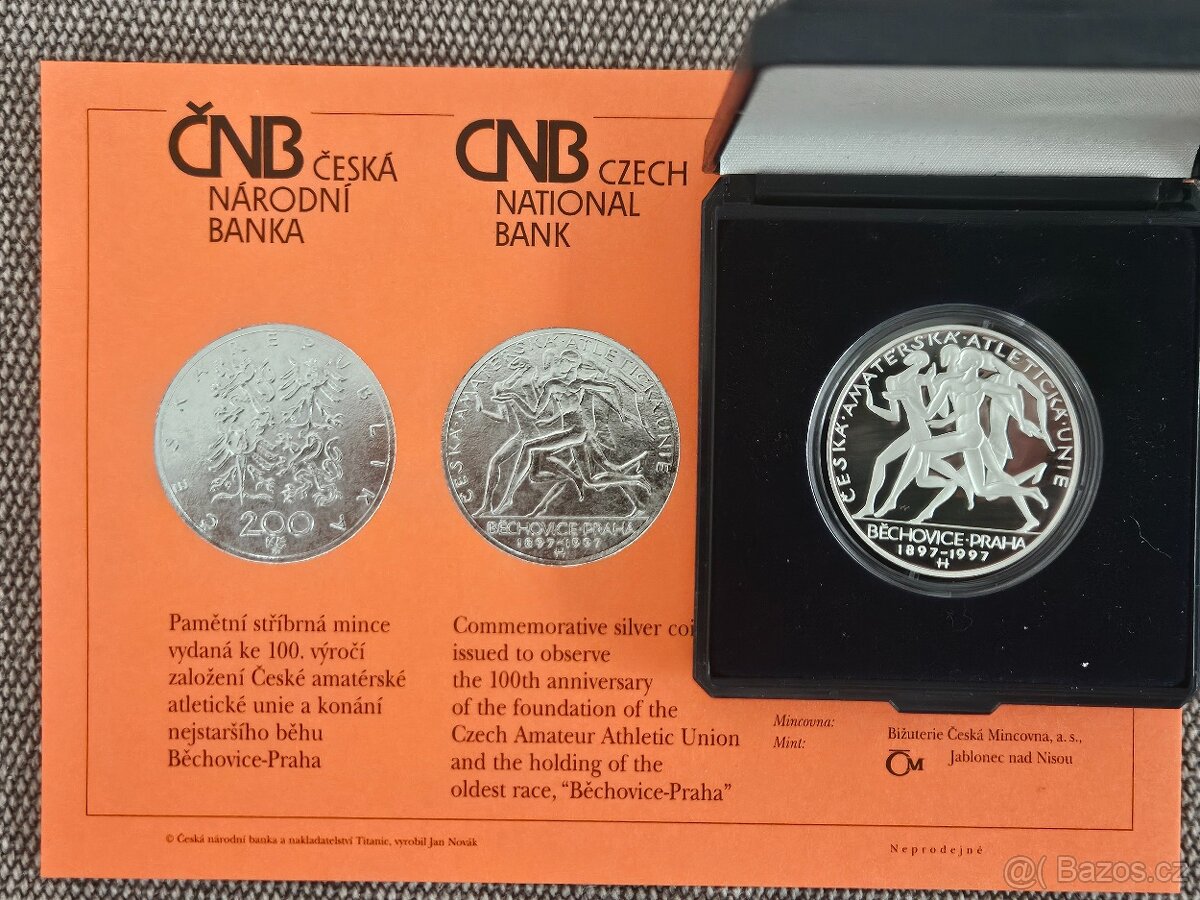 ČNB ČESKÁ
NÁRODNÍ
BANKA
CNB CZECH
NATIONAL
BANK
ČESKÁ REPUBLIKA
200
Kč
ČESKÁ·AMATÉRSKÁ·ATLETICKÁ·UNIE
BĚCHOVICE·PRAHA
1897-1997
H
Pamětní stříbrná mince
vydaná ke 100. výročí
založení České amatérské
atletické unie a konání
nejstaršího běhu
Běchovice-Praha
Commemorative silver coi
issued to observe
the 100th anniversary
of the foundation of the
Czech Amateur Athletic Union
and the holding of the
oldest race, “Běchovice-Praha”
ČESKÁ·AMATÉRSKÁ·ATLETICKÁ·UNIE
BĚCHOVICE·PRAHA
1897-1997
H
Mincovna:
Mint:
Bižuterie Česká Mincovna, a. s.,
Jablonec nad Nisou
ČM
© Česká národní banka a nakladatelství Titanic, vyrobil Jan Novák
Neprodejné
Bazos.cz